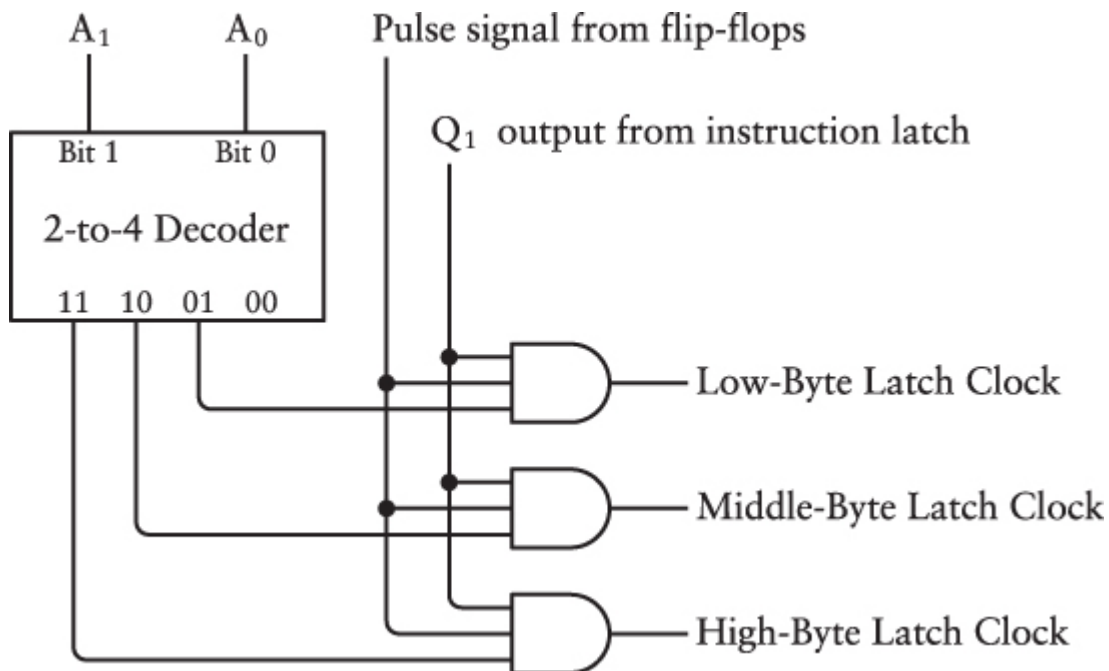 A₁ A₀ Pulse signal from flip-flops
Q₁ output from instruction latch
Bit 1 Bit 0
2-to-4 Decoder
11 10 01 00
Low-Byte Latch Clock
Middle-Byte Latch Clock
High-Byte Latch Clock